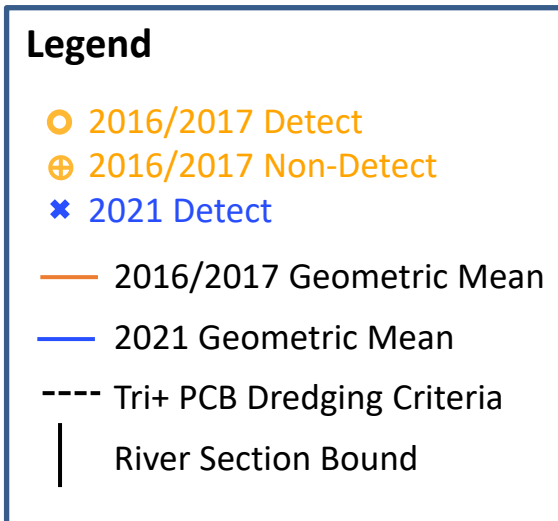 Legend
2016/2017 Detect
2016/2017 Non-Detect
2021 Detect
2016/2017 Geometric Mean
2021 Geometric Mean
Tri+ PCB Dredging Criteria
River Section Bound